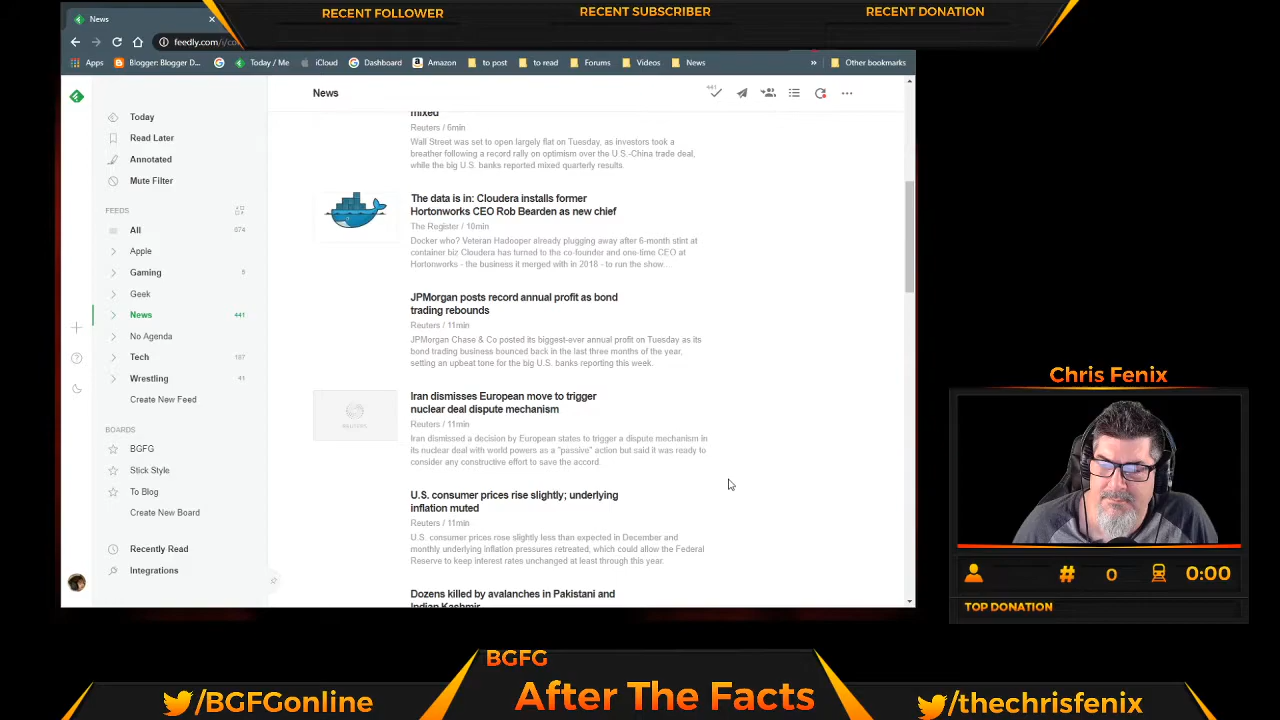 RECENT FOLLOWER
RECENT SUBSCRIBER
RECENT DONATION
News
feedly.com/i/co
Apps
Blogger: Blogger D...
Today / Me
iCloud
Dashboard
Amazon
to post
to read
Forums
Videos
News
»
Other bookmarks
News
441
Today
Read Later
Annotated
Mute Filter
FEEDS
All 674
Apple
Gaming 5
Geek
News 441
No Agenda
Tech 187
Wrestling 41
Create New Feed
BOARDS
BGFG
Stick Style
To Blog
Create New Board
Recently Read
Integrations
mixed
Reuters / 6min
Wall Street was set to open largely flat on Tuesday, as investors took a
breather following a record rally on optimism over the U.S.-China trade deal,
while the big U.S. banks reported mixed quarterly results.
The data is in: Cloudera installs former
Hortonworks CEO Rob Bearden as new chief
The Register / 10min
Docker who? Veteran Hadooper already plugging away after 6-month stint at
container biz Cloudera has turned to the co-founder and one-time CEO at
Hortonworks - the business it merged with in 2018 - to run the show...
JPMorgan posts record annual profit as bond
trading rebounds
Reuters / 11min
JPMorgan Chase & Co posted its biggest-ever annual profit on Tuesday as its
bond trading business bounced back in the last three months of the year,
setting an upbeat tone for the big U.S. banks reporting this week.
Iran dismisses European move to trigger
nuclear deal dispute mechanism
Reuters / 11min
Iran dismissed a decision by European states to trigger a dispute mechanism in
its nuclear deal with world powers as a "passive" action but said it was ready to
consider any constructive effort to save the accord.
REUTERS
U.S. consumer prices rise slightly; underlying
inflation muted
Reuters / 11min
U.S. consumer prices rose slightly less than expected in December and
monthly underlying inflation pressures retreated, which could allow the Federal
Reserve to keep interest rates unchanged at least through this year.
Dozens killed by avalanches in Pakistani and
Indian Kashmir
Chris Fenix
# 0 0:00
TOP DONATION
/BGFGonline
BGFG
After The Facts
/thechrisfenix